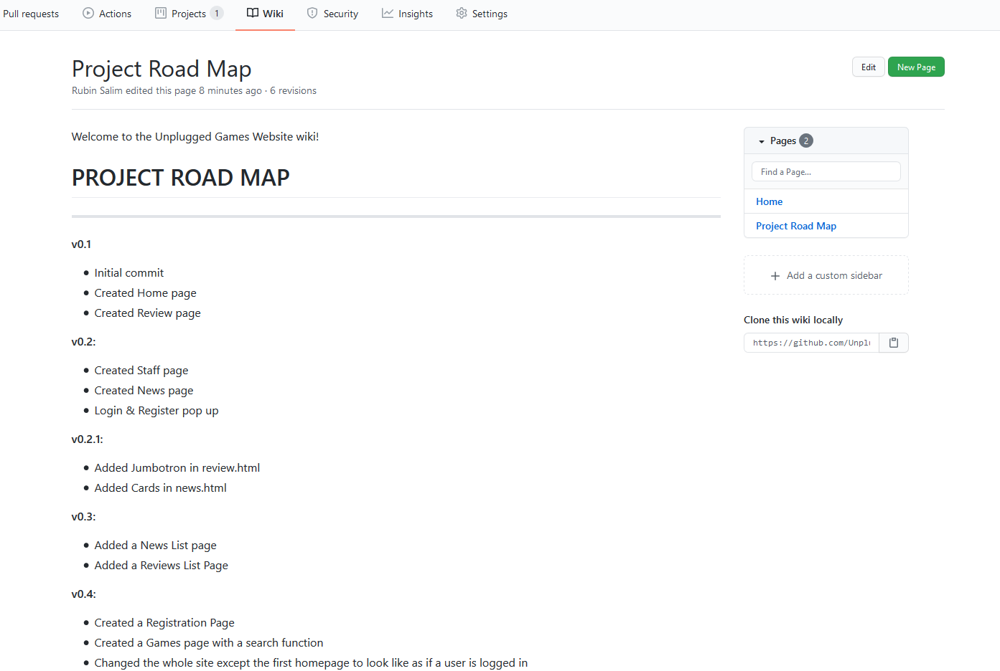 Pull requests Actions Projects 1 Wiki Security Insights Settings
Project Road Map
Edit New Page
Rubin Salim edited this page 8 minutes ago · 6 revisions
Welcome to the Unplugged Games Website wiki!
PROJECT ROAD MAP
v0.1
• Initial commit
• Created Home page
• Created Review page
v0.2:
• Created Staff page
• Created News page
• Login & Register pop up
v0.2.1:
• Added Jumbotron in review.html
• Added Cards in news.html
v0.3:
• Added a News List page
• Added a Reviews List Page
v0.4:
• Created a Registration Page
• Created a Games page with a search function
• Changed the whole site except the first homepage to look like as if a user is logged in
Pages 2
Find a Page...
Home
Project Road Map
Add a custom sidebar
Clone this wiki locally
https://github.com/Unpl